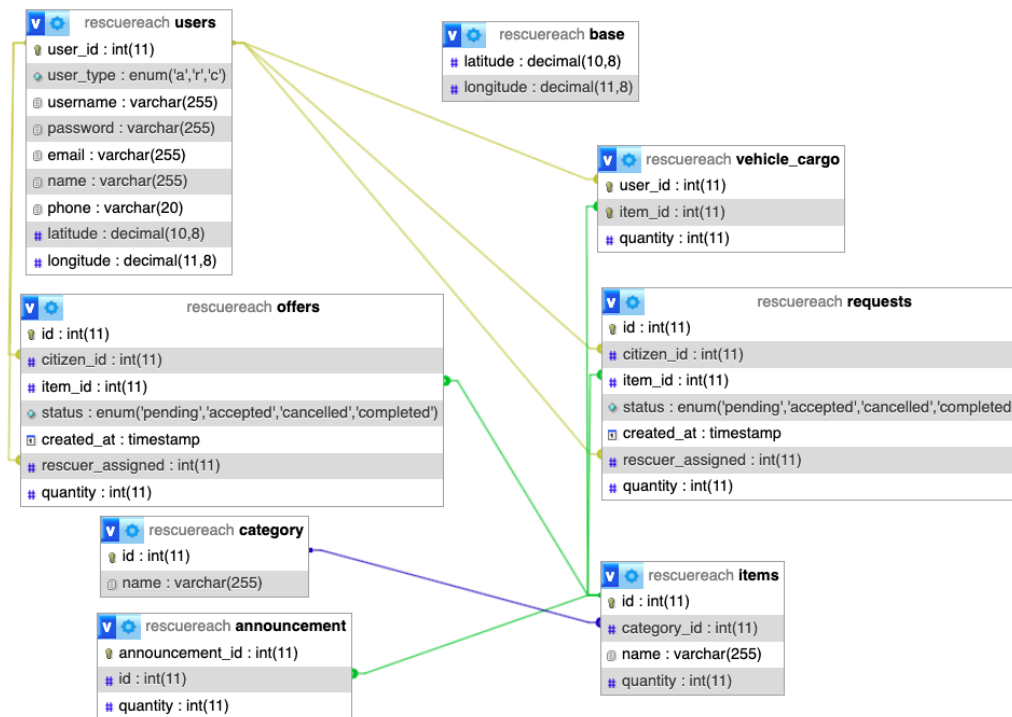 rescuereach users
user_id : int(11)
user_type : enum('a','r','c')
username : varchar(255)
password : varchar(255)
email : varchar(255)
name : varchar(255)
phone : varchar(20)
latitude : decimal(10,8)
longitude : decimal(11,8)
rescuereach base
latitude : decimal(10,8)
longitude : decimal(11,8)
rescuereach vehicle_cargo
user_id : int(11)
item_id : int(11)
quantity : int(11)
rescuereach offers
id : int(11)
citizen_id : int(11)
item_id : int(11)
status : enum('pending','accepted','cancelled','completed')
created_at : timestamp
rescuer_assigned : int(11)
quantity : int(11)
rescuereach requests
id : int(11)
citizen_id : int(11)
item_id : int(11)
status : enum('pending','accepted','cancelled','completed
created_at : timestamp
rescuer_assigned : int(11)
quantity : int(11)
rescuereach category
id : int(11)
name : varchar(255)
rescuereach items
id : int(11)
category_id : int(11)
name : varchar(255)
quantity : int(11)
rescuereach announcement
announcement_id : int(11)
id : int(11)
quantity : int(11)